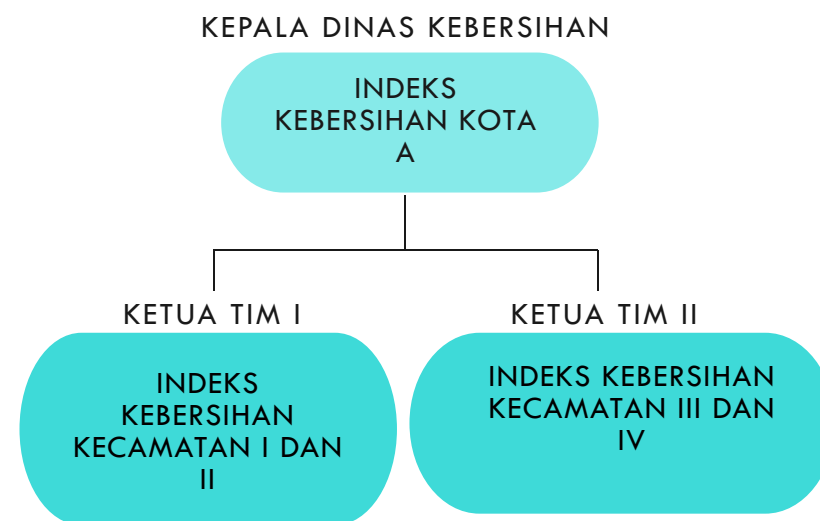 KEPALA DINAS KEBERSIHAN
INDEKS
KEBERSIHAN KOTA
A
KETUA TIM I
INDEKS
KEBERSIHAN
KECAMATAN I DAN
II
KETUA TIM II
INDEKS KEBERSIHAN
KECAMATAN III DAN
IV